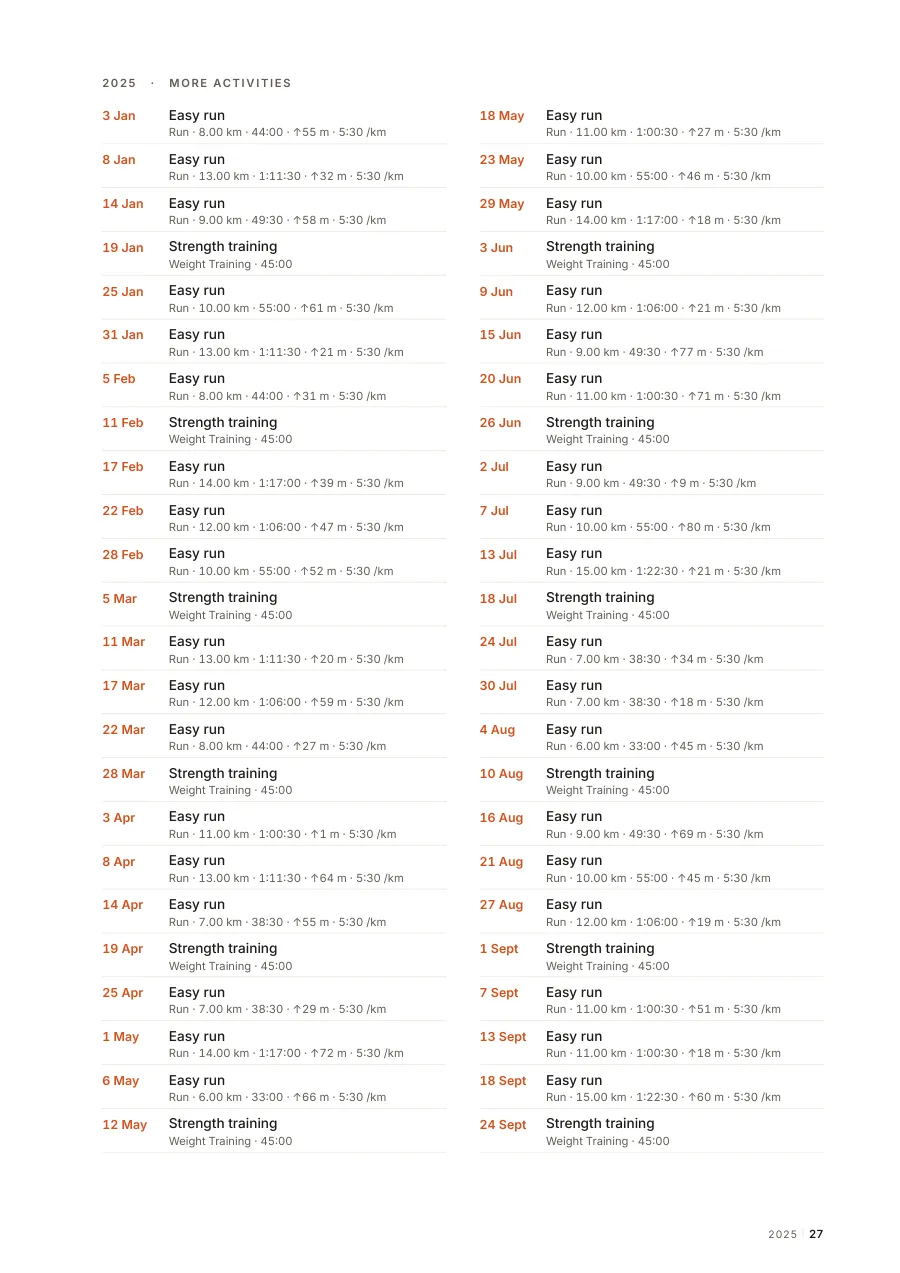 2025 · MORE ACTIVITIES
3 Jan Easy run
Run · 8.00 km · 44:00 · ↑55 m · 5:30 /km
8 Jan Easy run
Run · 13.00 km · 1:11:30 · ↑32 m · 5:30 /km
14 Jan Easy run
Run · 9.00 km · 49:30 · ↑58 m · 5:30 /km
19 Jan Strength training
Weight Training · 45:00
25 Jan Easy run
Run · 10.00 km · 55:00 · ↑61 m · 5:30 /km
31 Jan Easy run
Run · 13.00 km · 1:11:30 · ↑21 m · 5:30 /km
5 Feb Easy run
Run · 8.00 km · 44:00 · ↑31 m · 5:30 /km
11 Feb Strength training
Weight Training · 45:00
17 Feb Easy run
Run · 14.00 km · 1:17:00 · ↑39 m · 5:30 /km
22 Feb Easy run
Run · 12.00 km · 1:06:00 · ↑47 m · 5:30 /km
28 Feb Easy run
Run · 10.00 km · 55:00 · ↑52 m · 5:30 /km
5 Mar Strength training
Weight Training · 45:00
11 Mar Easy run
Run · 13.00 km · 1:11:30 · ↑20 m · 5:30 /km
17 Mar Easy run
Run · 12.00 km · 1:06:00 · ↑59 m · 5:30 /km
22 Mar Easy run
Run · 8.00 km · 44:00 · ↑27 m · 5:30 /km
28 Mar Strength training
Weight Training · 45:00
3 Apr Easy run
Run · 11.00 km · 1:00:30 · ↑1 m · 5:30 /km
8 Apr Easy run
Run · 13.00 km · 1:11:30 · ↑64 m · 5:30 /km
14 Apr Easy run
Run · 7.00 km · 38:30 · ↑55 m · 5:30 /km
19 Apr Strength training
Weight Training · 45:00
25 Apr Easy run
Run · 7.00 km · 38:30 · ↑29 m · 5:30 /km
1 May Easy run
Run · 14.00 km · 1:17:00 · ↑72 m · 5:30 /km
6 May Easy run
Run · 6.00 km · 33:00 · ↑66 m · 5:30 /km
12 May Strength training
Weight Training · 45:00
18 May Easy run
Run · 11.00 km · 1:00:30 · ↑27 m · 5:30 /km
23 May Easy run
Run · 10.00 km · 55:00 · ↑46 m · 5:30 /km
29 May Easy run
Run · 14.00 km · 1:17:00 · ↑18 m · 5:30 /km
3 Jun Strength training
Weight Training · 45:00
9 Jun Easy run
Run · 12.00 km · 1:06:00 · ↑21 m · 5:30 /km
15 Jun Easy run
Run · 9.00 km · 49:30 · ↑77 m · 5:30 /km
20 Jun Easy run
Run · 11.00 km · 1:00:30 · ↑71 m · 5:30 /km
26 Jun Strength training
Weight Training · 45:00
2 Jul Easy run
Run · 9.00 km · 49:30 · ↑9 m · 5:30 /km
7 Jul Easy run
Run · 10.00 km · 55:00 · ↑80 m · 5:30 /km
13 Jul Easy run
Run · 15.00 km · 1:22:30 · ↑21 m · 5:30 /km
18 Jul Strength training
Weight Training · 45:00
24 Jul Easy run
Run · 7.00 km · 38:30 · ↑34 m · 5:30 /km
30 Jul Easy run
Run · 7.00 km · 38:30 · ↑18 m · 5:30 /km
4 Aug Easy run
Run · 6.00 km · 33:00 · ↑45 m · 5:30 /km
10 Aug Strength training
Weight Training · 45:00
16 Aug Easy run
Run · 9.00 km · 49:30 · ↑69 m · 5:30 /km
21 Aug Easy run
Run · 10.00 km · 55:00 · ↑45 m · 5:30 /km
27 Aug Easy run
Run · 12.00 km · 1:06:00 · ↑19 m · 5:30 /km
1 Sept Strength training
Weight Training · 45:00
7 Sept Easy run
Run · 11.00 km · 1:00:30 · ↑51 m · 5:30 /km
13 Sept Easy run
Run · 11.00 km · 1:00:30 · ↑18 m · 5:30 /km
18 Sept Easy run
Run · 15.00 km · 1:22:30 · ↑60 m · 5:30 /km
24 Sept Strength training
Weight Training · 45:00
2025 27